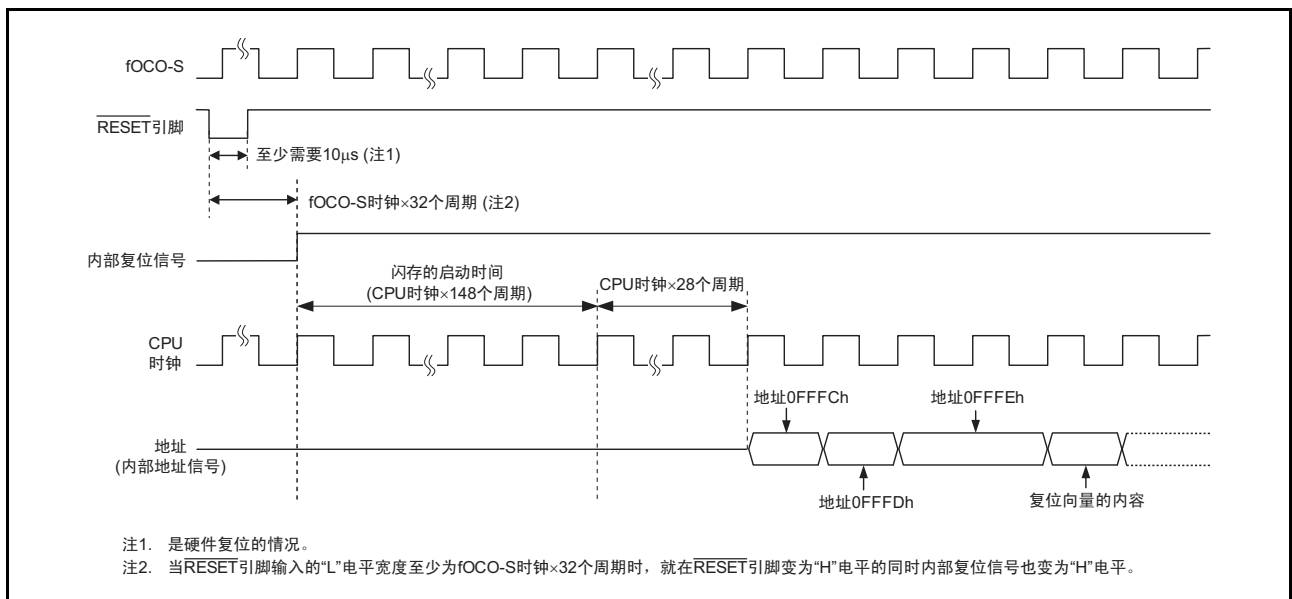 fOCO-S
RESET引脚
至少需要10μs (注1)
fOCO-S时钟×32个周期 (注2)
内部复位信号
闪存的启动时间
(CPU时钟×148个周期)
CPU时钟×28个周期
CPU
时钟
地址0FFFCh
地址0FFFEh
地址
(内部地址信号)
地址0FFFDh
复位向量的内容
注1. 是硬件复位的情况。
注2. 当RESET引脚输入的“L”电平宽度至少为fOCO-S时钟×32个周期时，就在RESET引脚变为“H”电平的同时内部复位信号也变为“H”电平。